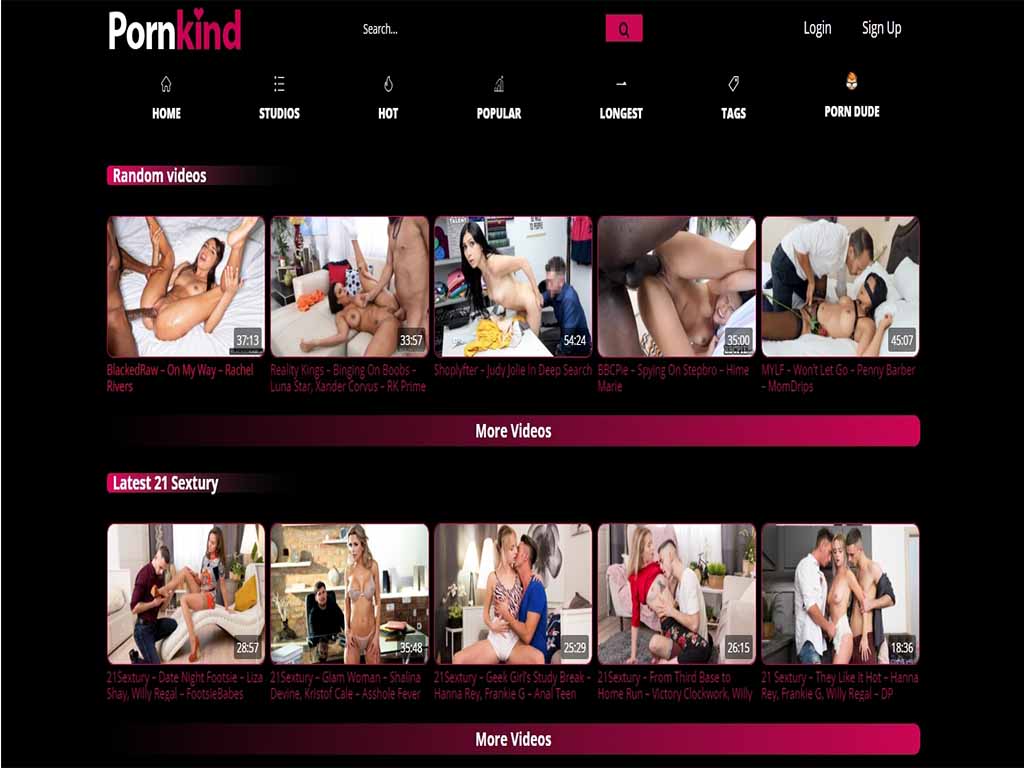 Pornkind
Search...
Login
Sign Up
HOME
STUDIOS
HOT
POPULAR
LONGEST
TAGS
PORN DUDE
Random videos
37:13
33:57
54:24
35:00
45:07
BlackedRaw – On My Way – Rachel
Rivers
Reality Kings – Binging On Boobs –
Luna Star, Xander Corvus – RK Prime
Shoplyfter – Judy Jolie In Deep Search
BBCPie – Spying On Stepbro – Hime
Marie
MYLF – Won't Let Go – Penny Barber
– MomDrips
More Videos
Latest 21 Sextury
28:57
35:48
25:29
26:15
18:36
21Sextury – Date Night Footsie – Liza
Shay, Willy Regal – FootsieBabes
21Sextury – Glam Woman – Shalina
Devine, Kristof Cale – Asshole Fever
21Sextury – Geek Girl's Study Break –
Hanna Rey, Frankie G – Anal Teen
21Sextury – From Third Base to
Home Run – Victory Clockwork, Willy
21 Sextury – They Like It Hot – Hanna
Rey, Frankie G, Willy Regal – DP
More Videos